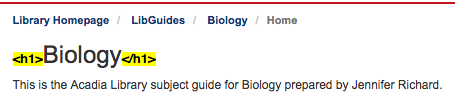 Library Homepage / LibGuides / Biology / Home
<h1>Biology</h1>
This is the Acadia Library subject guide for Biology prepared by Jennifer Richard.